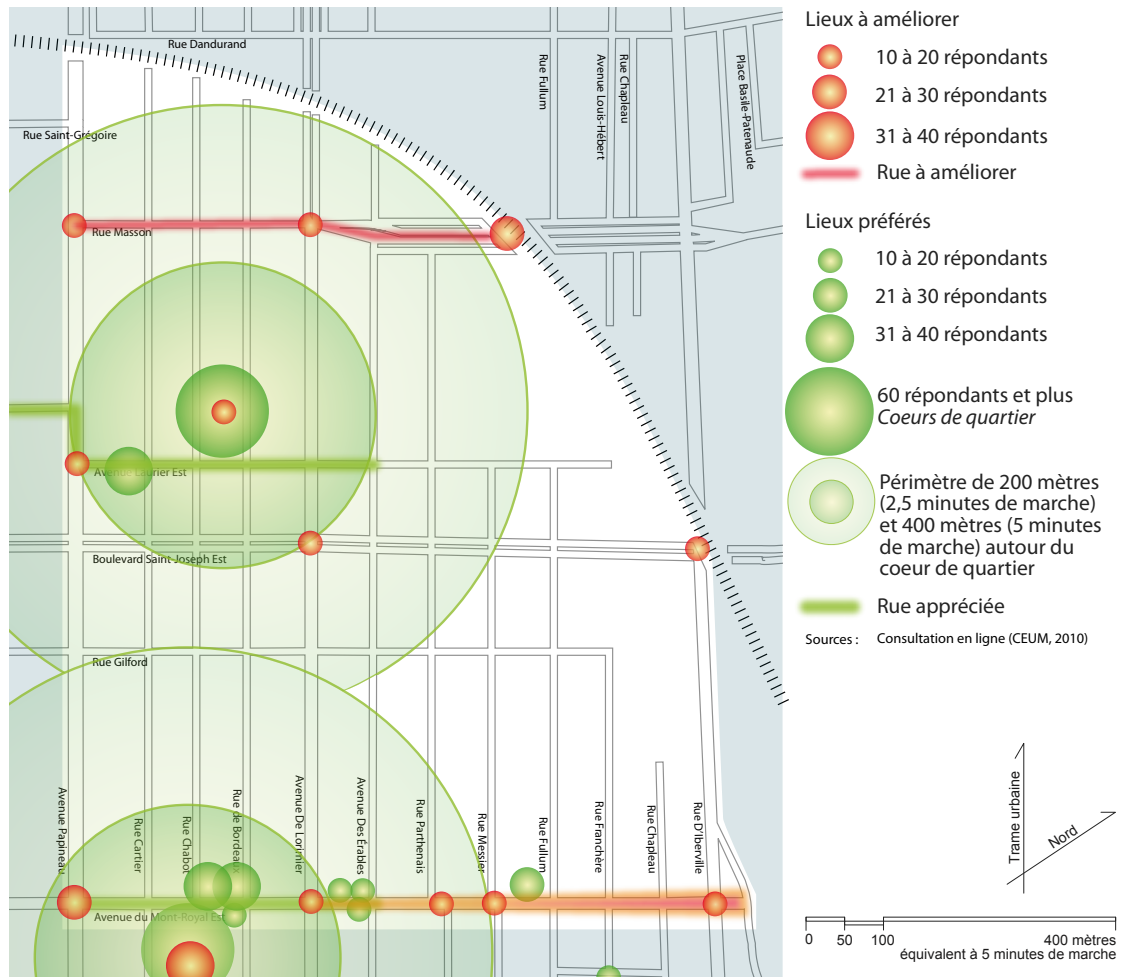 Rue Dandurand
Rue Saint-Grégoire
Rue Fullum
Avenue Louis-Hébert
Rue Chapleau
Place Basile-Patenaude
Rue Masson
Avenue Laurier Est
Boulevard Saint-Joseph Est
Rue Gilford
Avenue Papineau
Rue Cartier
Rue Chabot
Rue de Bordeaux
Avenue De Lorimier
Avenue Des Érables
Rue Parthenais
Rue Messier
Rue Fullum
Rue Franchère
Rue Chapleau
Rue D'Iberville
Avenue du Mont-Royal Est
Lieux à améliorer
10 à 20 répondants
21 à 30 répondants
31 à 40 répondants
Rue à améliorer
Lieux préférés
10 à 20 répondants
21 à 30 répondants
31 à 40 répondants
60 répondants et plus
Coeurs de quartier
Périmètre de 200 mètres
(2,5 minutes de marche)
et 400 mètres (5 minutes
de marche) autour du
coeur de quartier
Rue appréciée
Sources : Consultation en ligne (CEUM, 2010)
Trame urbaine
Nord
0 50 100 400 mètres
équivalent à 5 minutes de marche